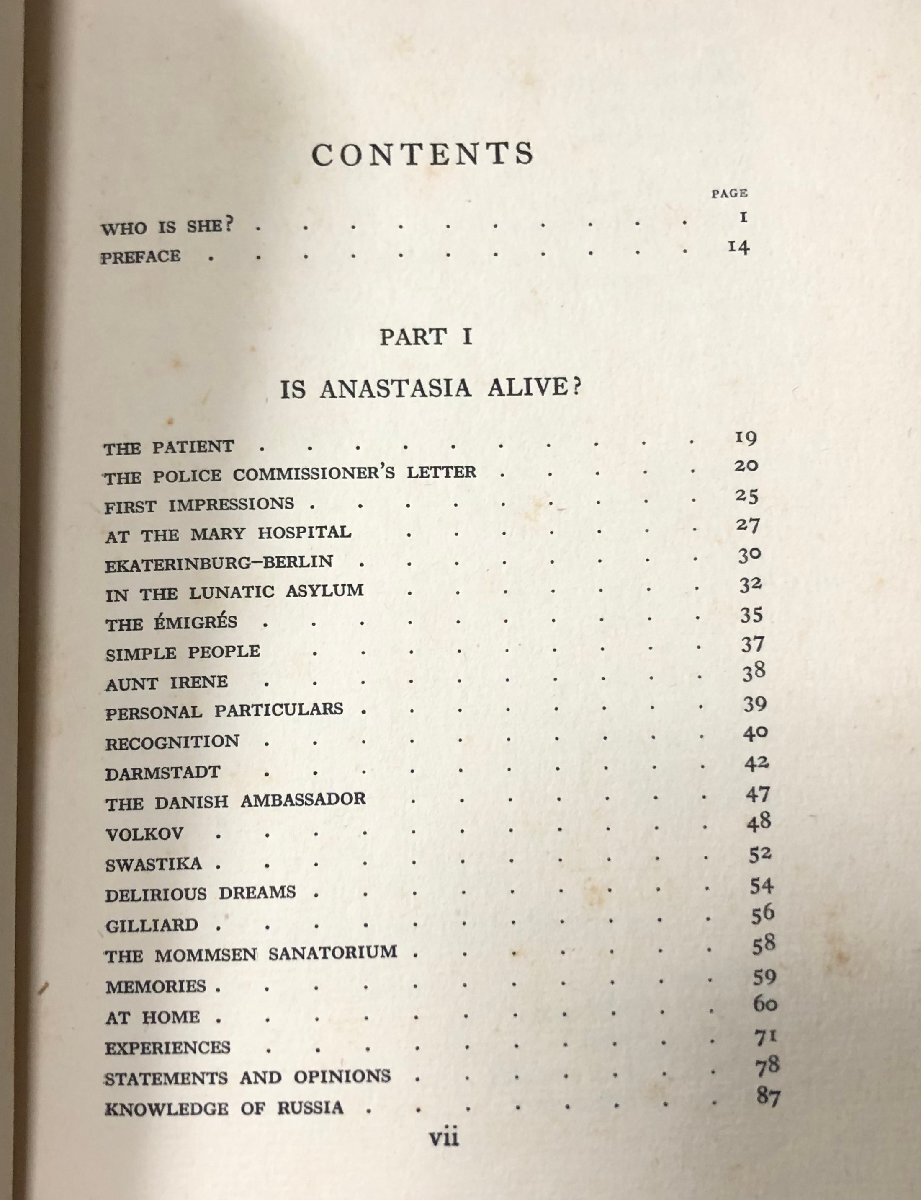 CONTENTS
PAGE
WHO IS SHE? . . . . . . . . . . 1
PREFACE . . . . . . . . . . . 14
PART I
IS ANASTASIA ALIVE?
THE PATIENT . . . . . . . . . . 19
THE POLICE COMMISSIONER'S LETTER . . . . . 20
FIRST IMPRESSIONS . . . . . . . . . 25
AT THE MARY HOSPITAL . . . . . . . 27
EKATERINBURG–BERLIN . . . . . . . . 30
IN THE LUNATIC ASYLUM . . . . . . . 32
THE ÉMIGRÉS . . . . . . . . . . 35
SIMPLE PEOPLE . . . . . . . . . 37
AUNT IRENE . . . . . . . . . . 38
PERSONAL PARTICULARS . . . . . . . . 39
RECOGNITION . . . . . . . . . . 40
DARMSTADT . . . . . . . . . . 42
THE DANISH AMBASSADOR . . . . . . . 47
VOLKOV . . . . . . . . . . . 48
SWASTIKA . . . . . . . . . . . 52
DELIRIOUS DREAMS . . . . . . . . . 54
GILLIARD . . . . . . . . . . . 56
THE MOMMSEN SANATORIUM . . . . . . . 58
MEMORIES . . . . . . . . . . . 59
AT HOME . . . . . . . . . . . 60
EXPERIENCES . . . . . . . . . . 71
STATEMENTS AND OPINIONS . . . . . . . 78
KNOWLEDGE OF RUSSIA . . . . . . . . 87
vii